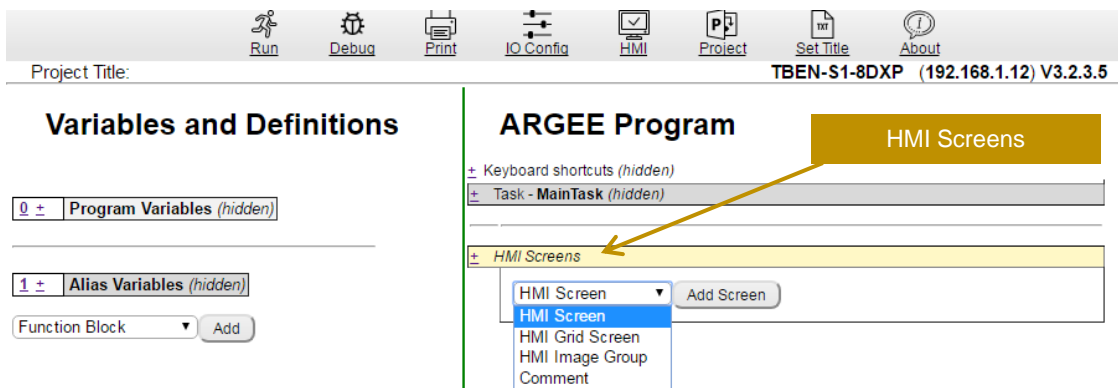 Run Debug Print IO Config HMI Project Set Title About
Project Title: TBEN-S1-8DXP (192.168.1.12) V3.2.3.5
Variables and Definitions
0 + Program Variables (hidden)
1 + Alias Variables (hidden)
Function Block Add
ARGEE Program
HMI Screens
+ Keyboard shortcuts (hidden)
+ Task - MainTask (hidden)
+ HMI Screens
HMI Screen Add Screen
HMI Screen
HMI Grid Screen
HMI Image Group
Comment